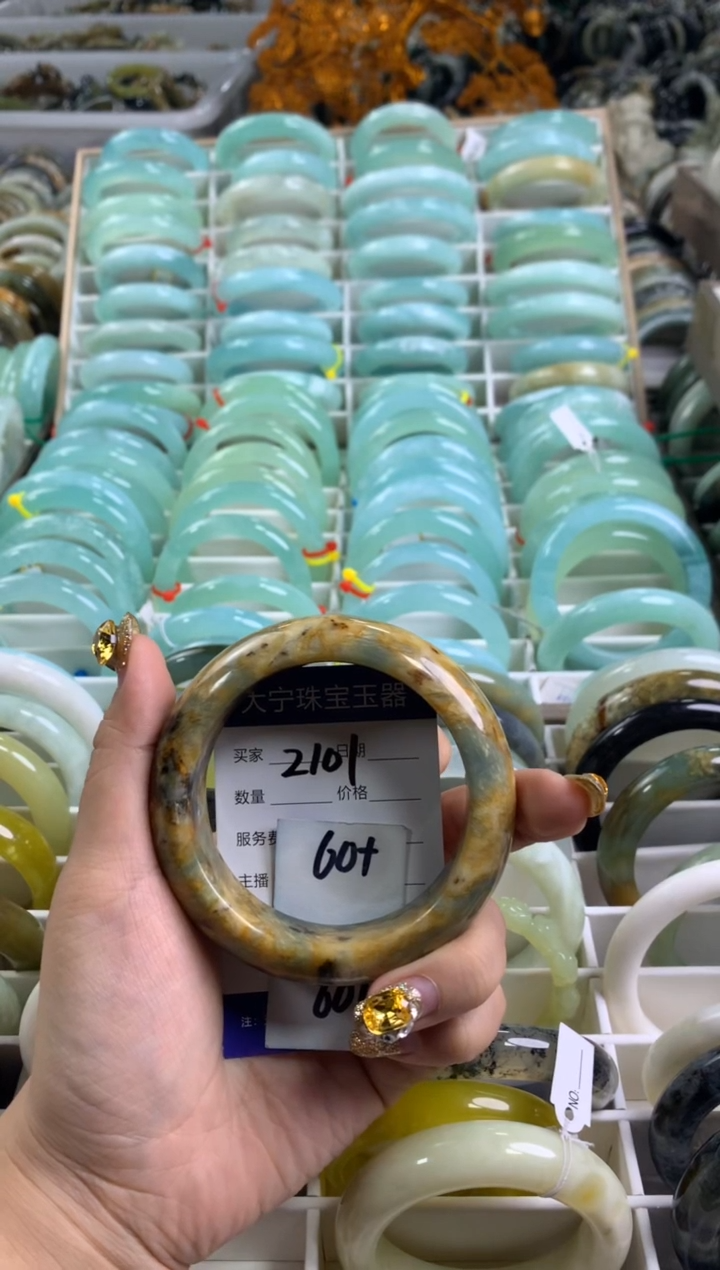 大宁珠宝玉器
买家 2101 日期
数量 价格
服务费
主播
60+
60
注:
NO: